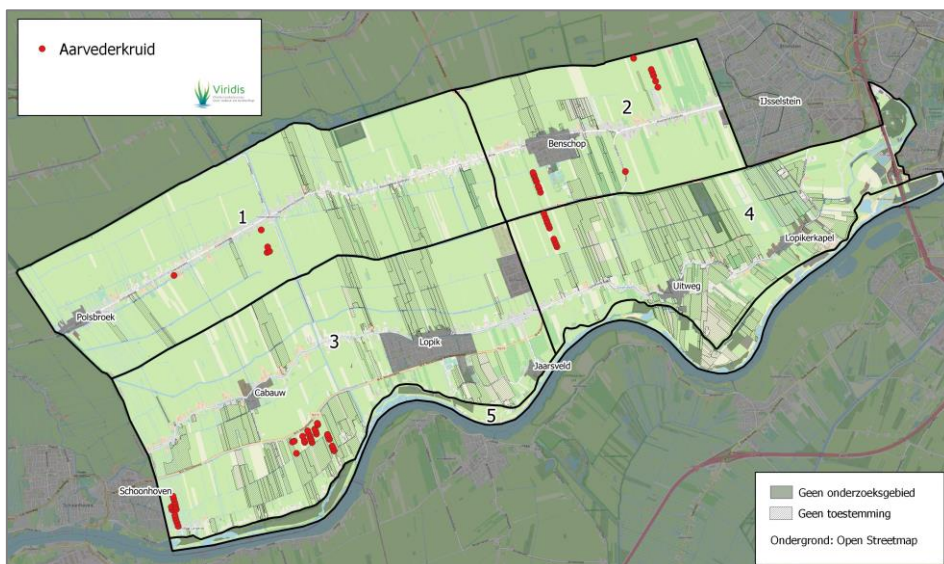 Aarvederkruid
Viridis
2
IJsselstein
Benschop
1
4
Lopikerkapel
Polsbroek
Uitweg
3
Lopik
Jaarsveld
Cabauw
5
Schoonhoven
Geen onderzoeksgebied
Geen toestemming
Ondergrond: Open Streetmap